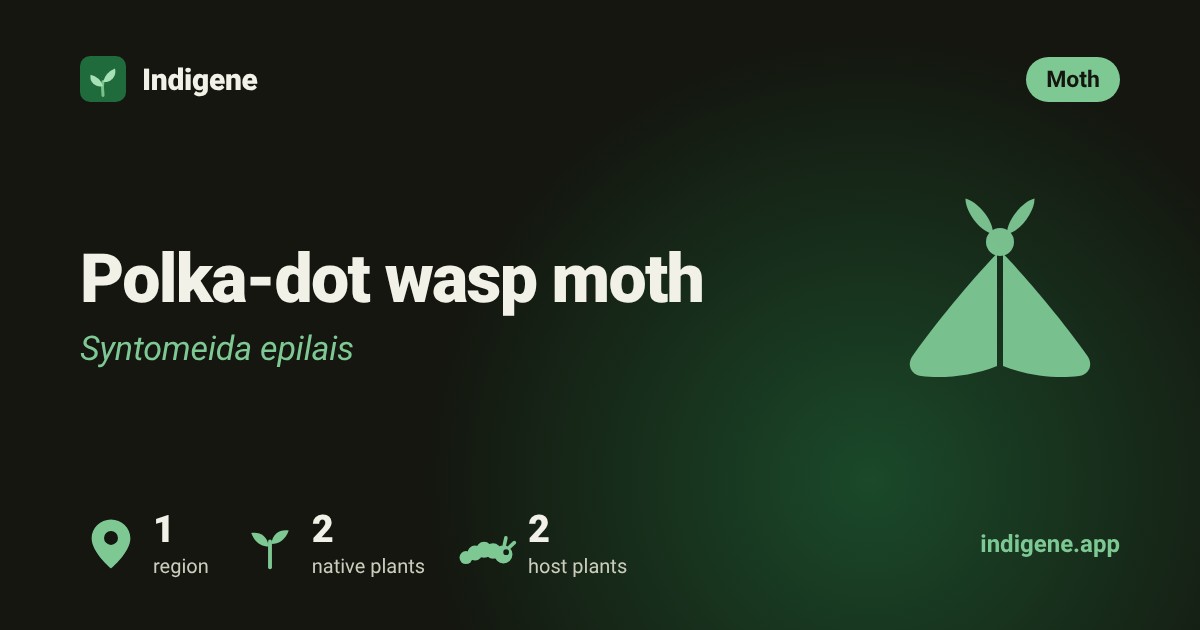 Indigene
Moth
Polka-dot wasp moth
Syntomeida epilais
1
region
2
native plants
2
host plants
indigene.app